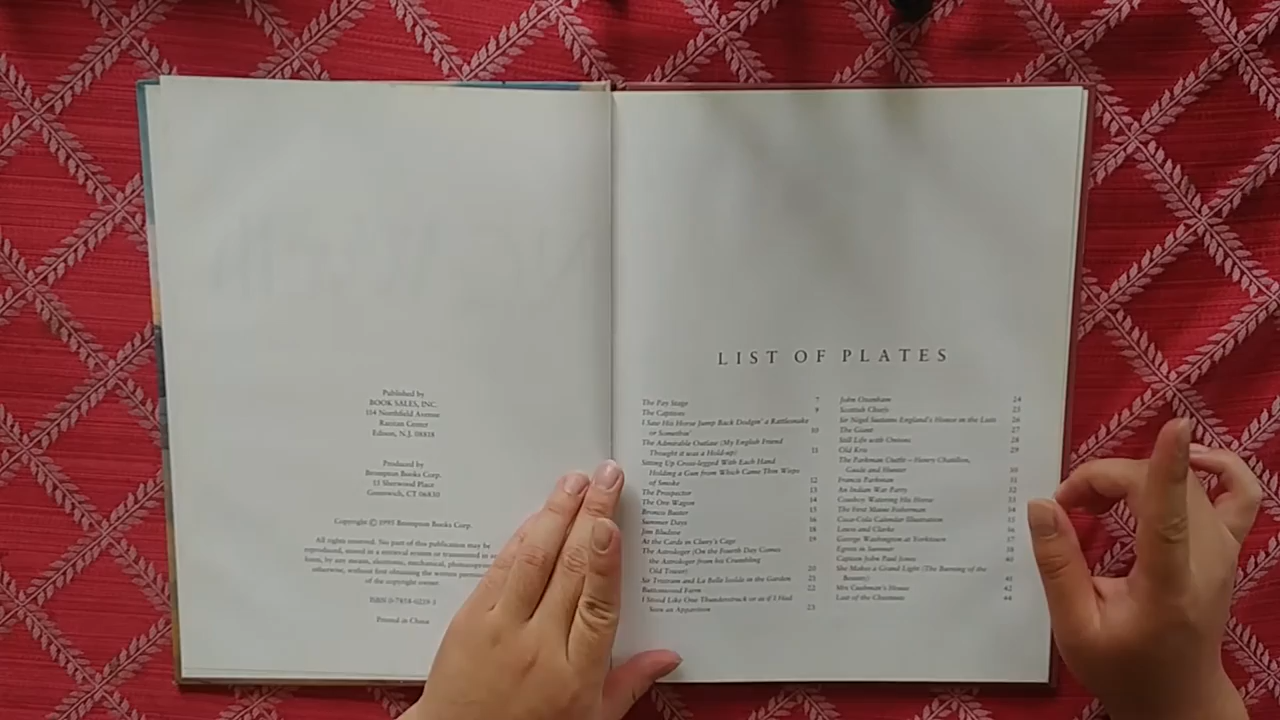 Published by
BOOK SALES, INC.
114 Northfield Avenue
Raritan Center
Edison, N.J. 08818
Produced by
Brompton Books Corp.
15 Sherwood Place
Greenwich, CT 06830
Copyright © 1995 Brompton Books Corp.
All rights reserved. No part of this publication may be
reproduced, stored in a retrieval system or transmitted in
form, by any means, electronic, mechanical,
otherwise, without first obtaining the written
of the copyright owner.
Printed in China
LIST OF PLATES
The Pay Stage 7
The Captives 9
I Saw His Horse Jump Back Dodgin' a Rattlesnake
or Somethin' 10
The Admirable Outlaw (My English Friend
Thought it was a Hold-up) 11
Sitting Up Cross-legged With Each Hand
Holding a Gun from Which Came Thin Wisps
of Smoke 12
The Prospector 13
The Ore Wagon 14
Bronco Buster 15
Summer Days 16
Jim Bludsoe 18
At the Cards in Cluny's Cage 19
The Astrologer (On the Fourth Day Comes
the Astrologer from his Crumbling
Old Tower) 20
Sir Tristram and La Belle Isolde in the Garden 21
Buttonwood Farm 22
I Stood Like One Thunderstruck or as if I Had
Seen an Apparition 23
John Oxenham 24
Scottish Chiefs 25
Sir Nigel Sustains England's Honor in the Lists 26
The Giant 27
Still Life with Onions 28
Old Kris 29
The Parkman Outfit – Henry Chatillon,
Guide and Hunter 30
Francis Parkman 31
An Indian War Party 32
Cowboy Watering His Horse 33
The First Maine Fisherman 34
Coca-Cola Calendar Illustration 35
Lewis and Clark 36
George Washington at Yorktown 37
Egrets in Summer 38
Captain John Paul Jones 40
She Makes a Grand Light (The Burning of the
Bounty) 41
Mrs Cushman's House 42
Last of the Chestnuts 44